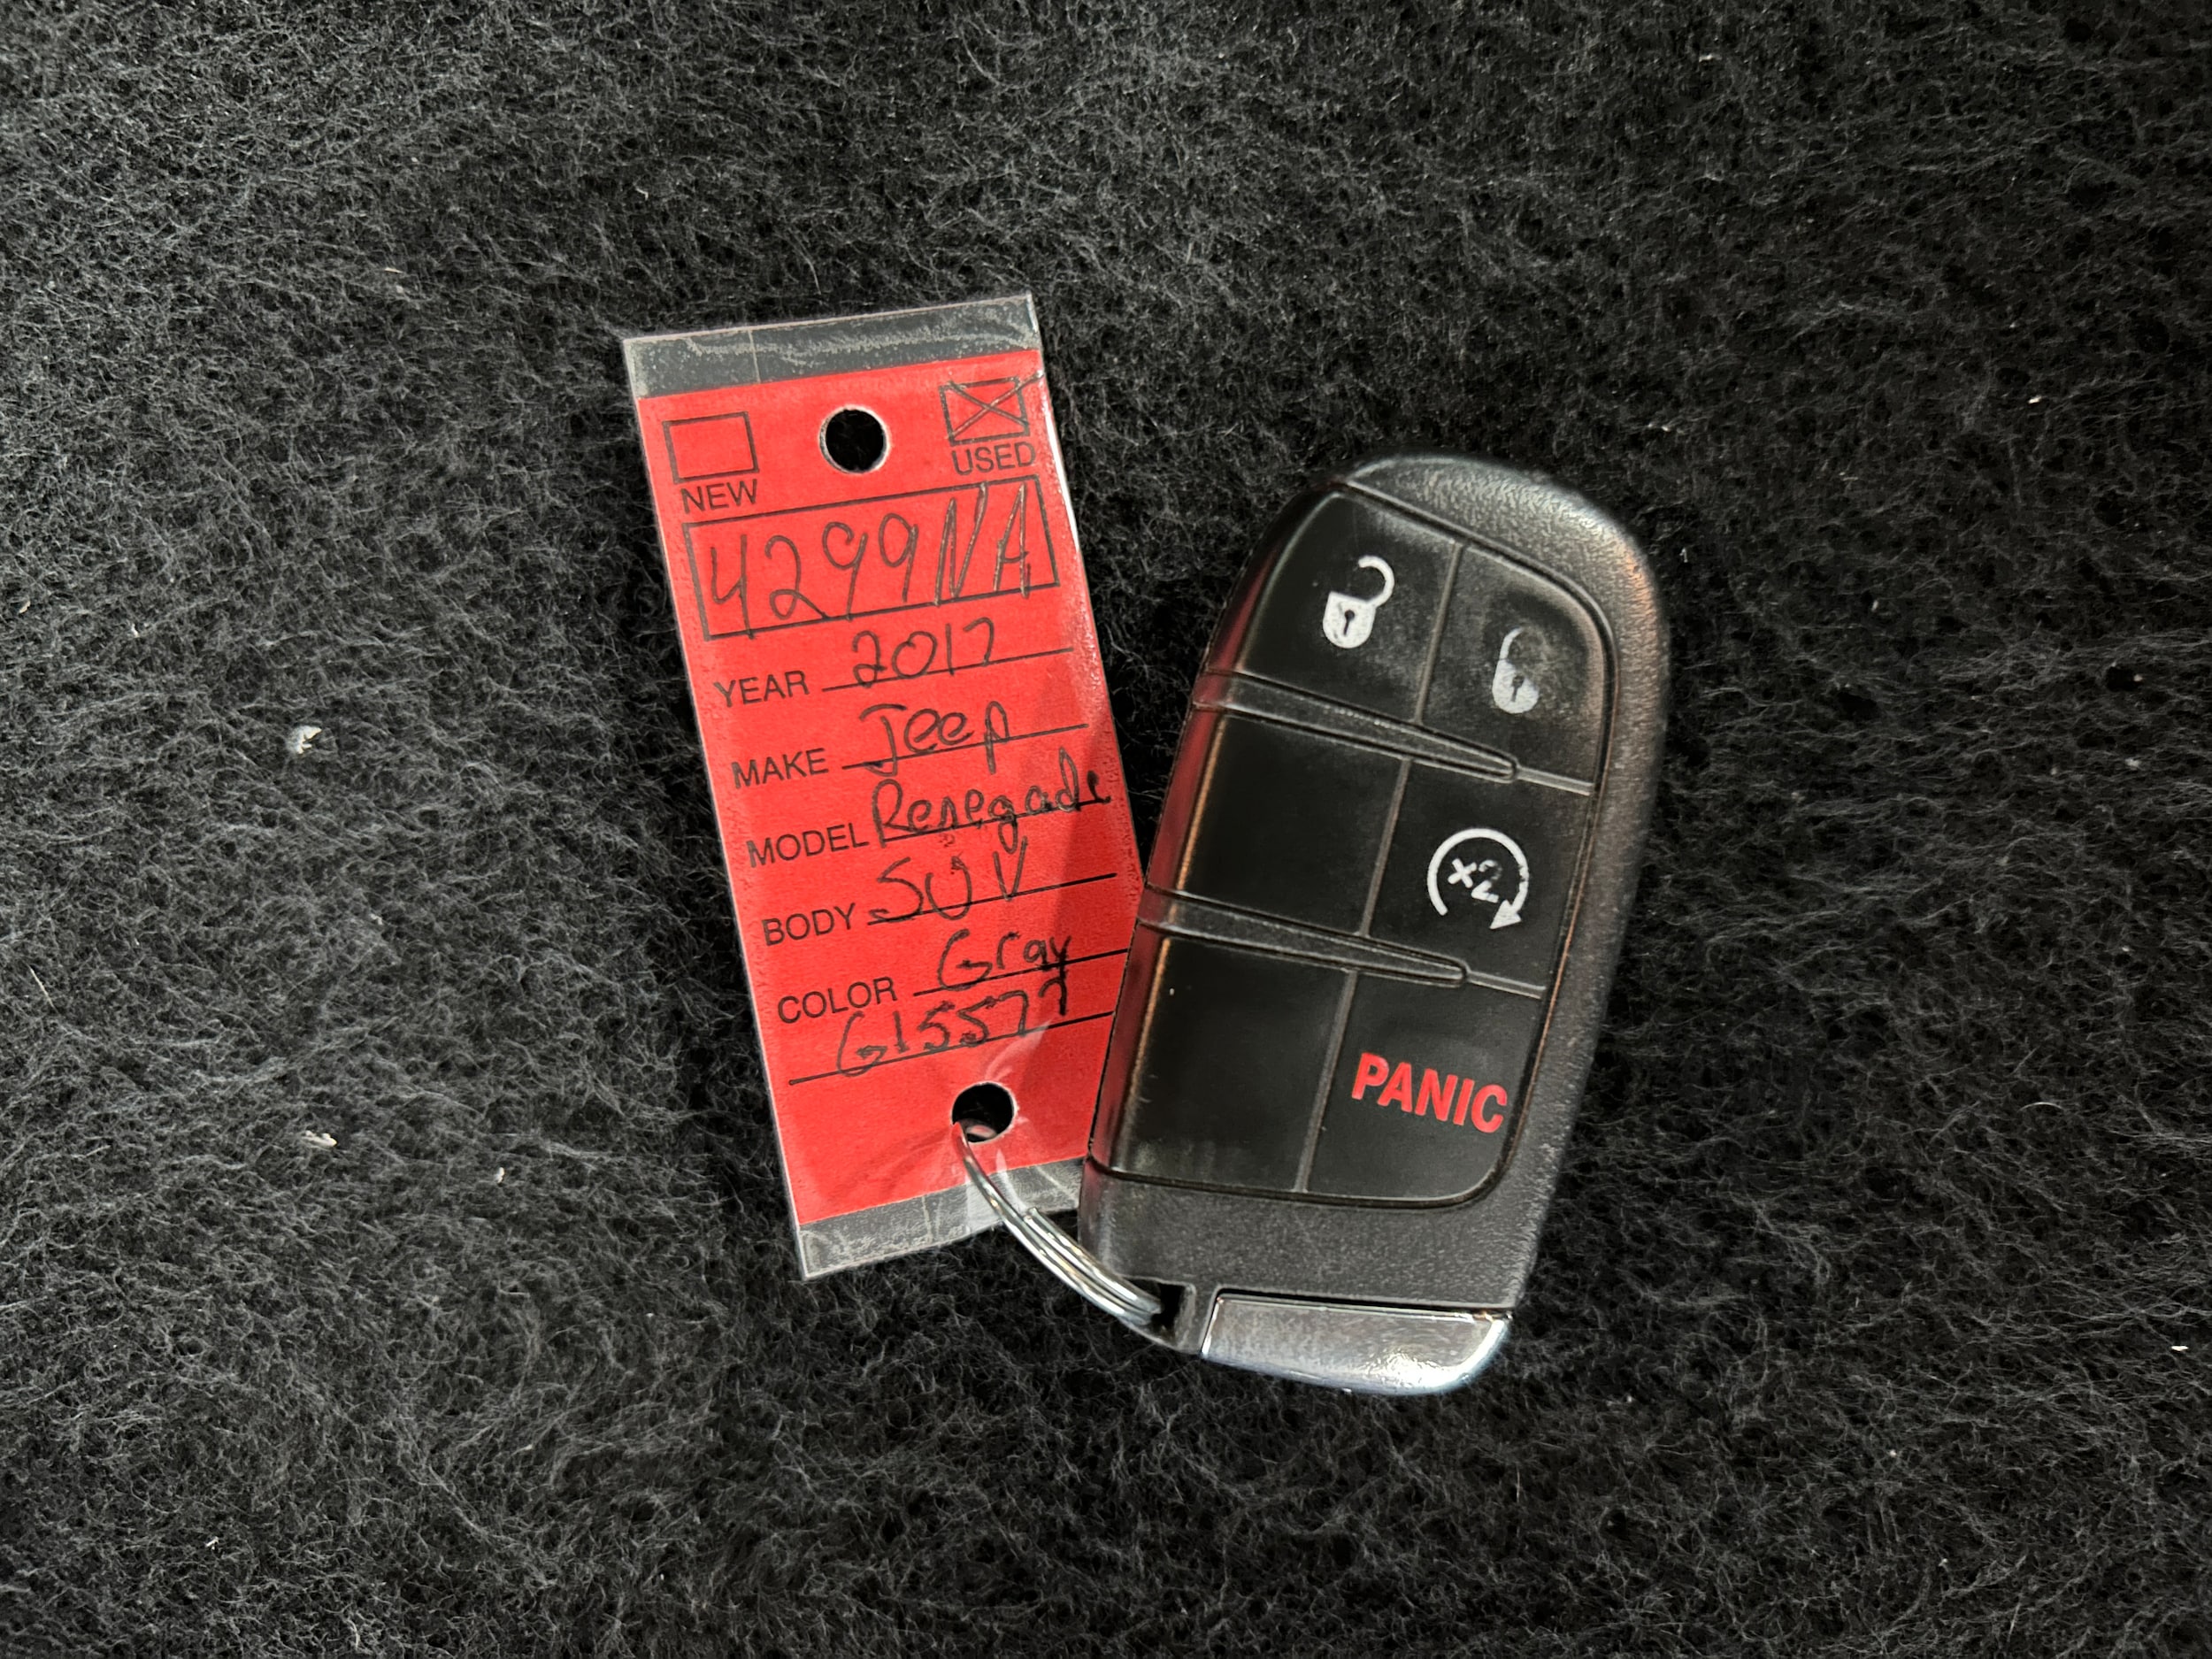 NEW USED
4299NA
YEAR 2017
MAKE Jeep
MODEL Renegade
BODY SUV
COLOR Gray
G15577
x2
PANIC